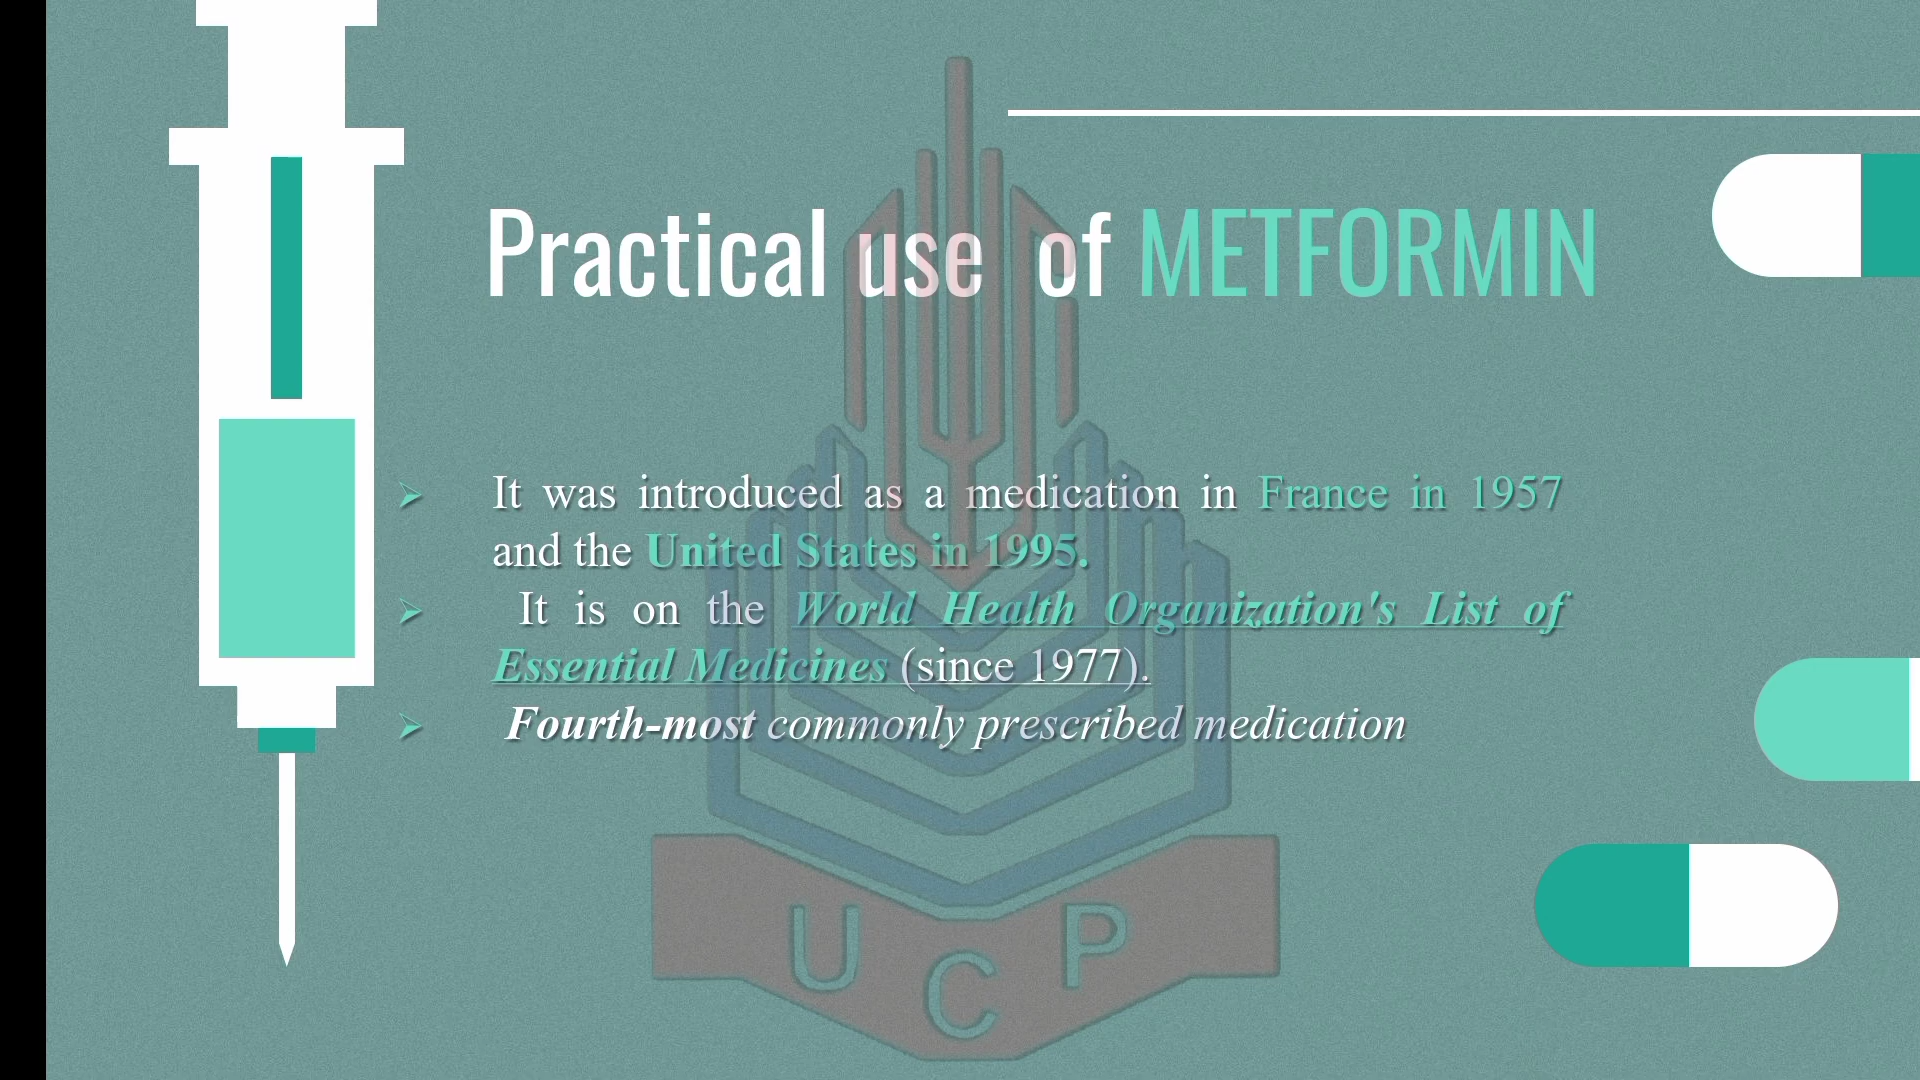 Practical use of METFORMIN
It was introduced as a medication in France in 1957
and the United States in 1995.
It is on the World Health Organization's List of
Essential Medicines (since 1977).
Fourth-most commonly prescribed medication
U C P